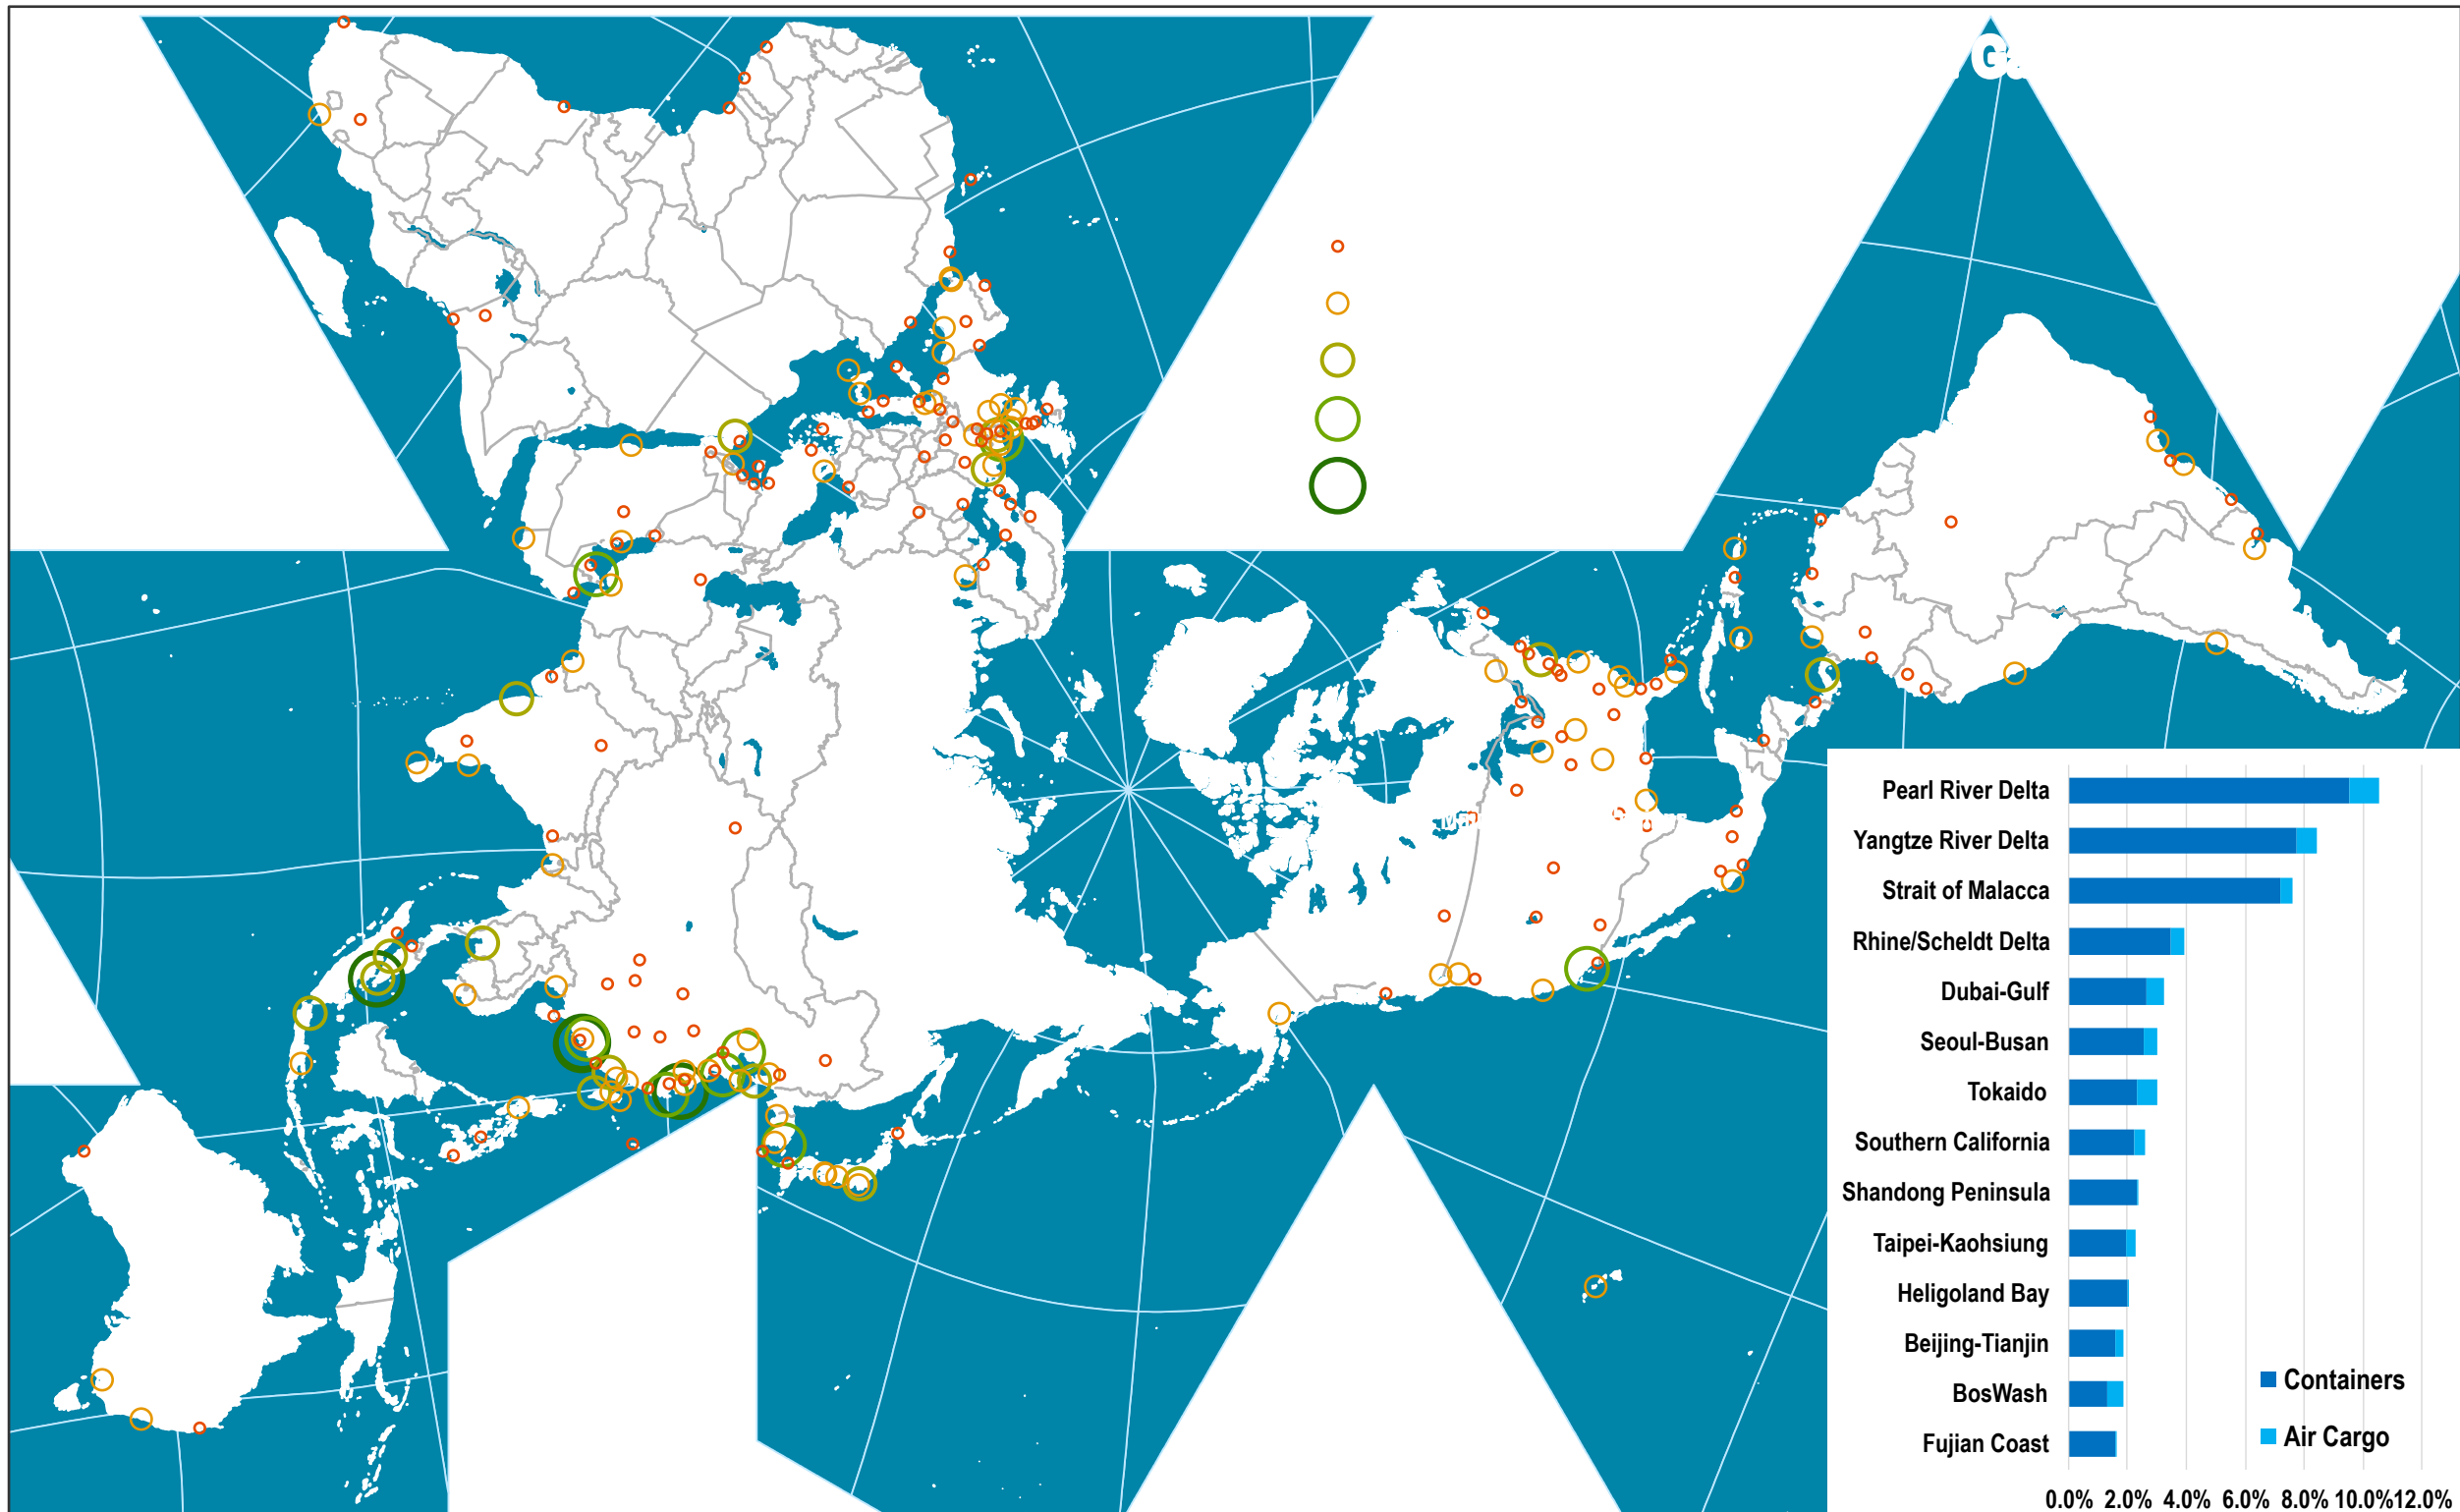 Pearl River Delta
Yangtze River Delta
Strait of Malacca
Rhine/Scheldt Delta
Dubai-Gulf
Seoul-Busan
Tokaido
Southern California
Shandong Peninsula
Taipei-Kaohsiung
Heligoland Bay
Beijing-Tianjin
BosWash
Fujian Coast
Containers
Air Cargo
0.0% 2.0% 4.0% 6.0% 8.0% 10.0% 12.0%